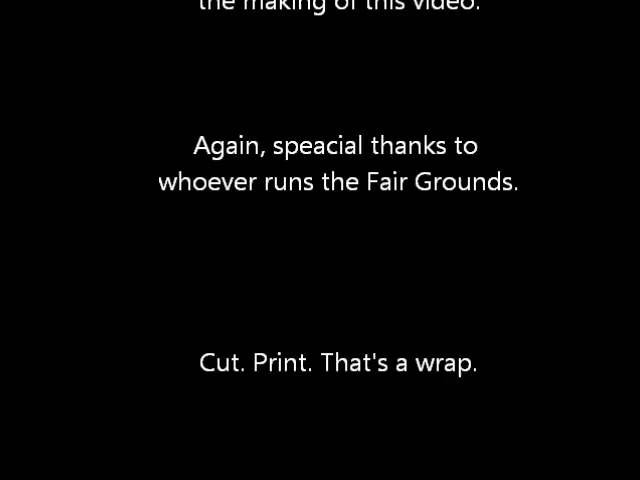 the making of this video.
Again, speacial thanks to
whoever runs the Fair Grounds.
Cut. Print. That's a wrap.